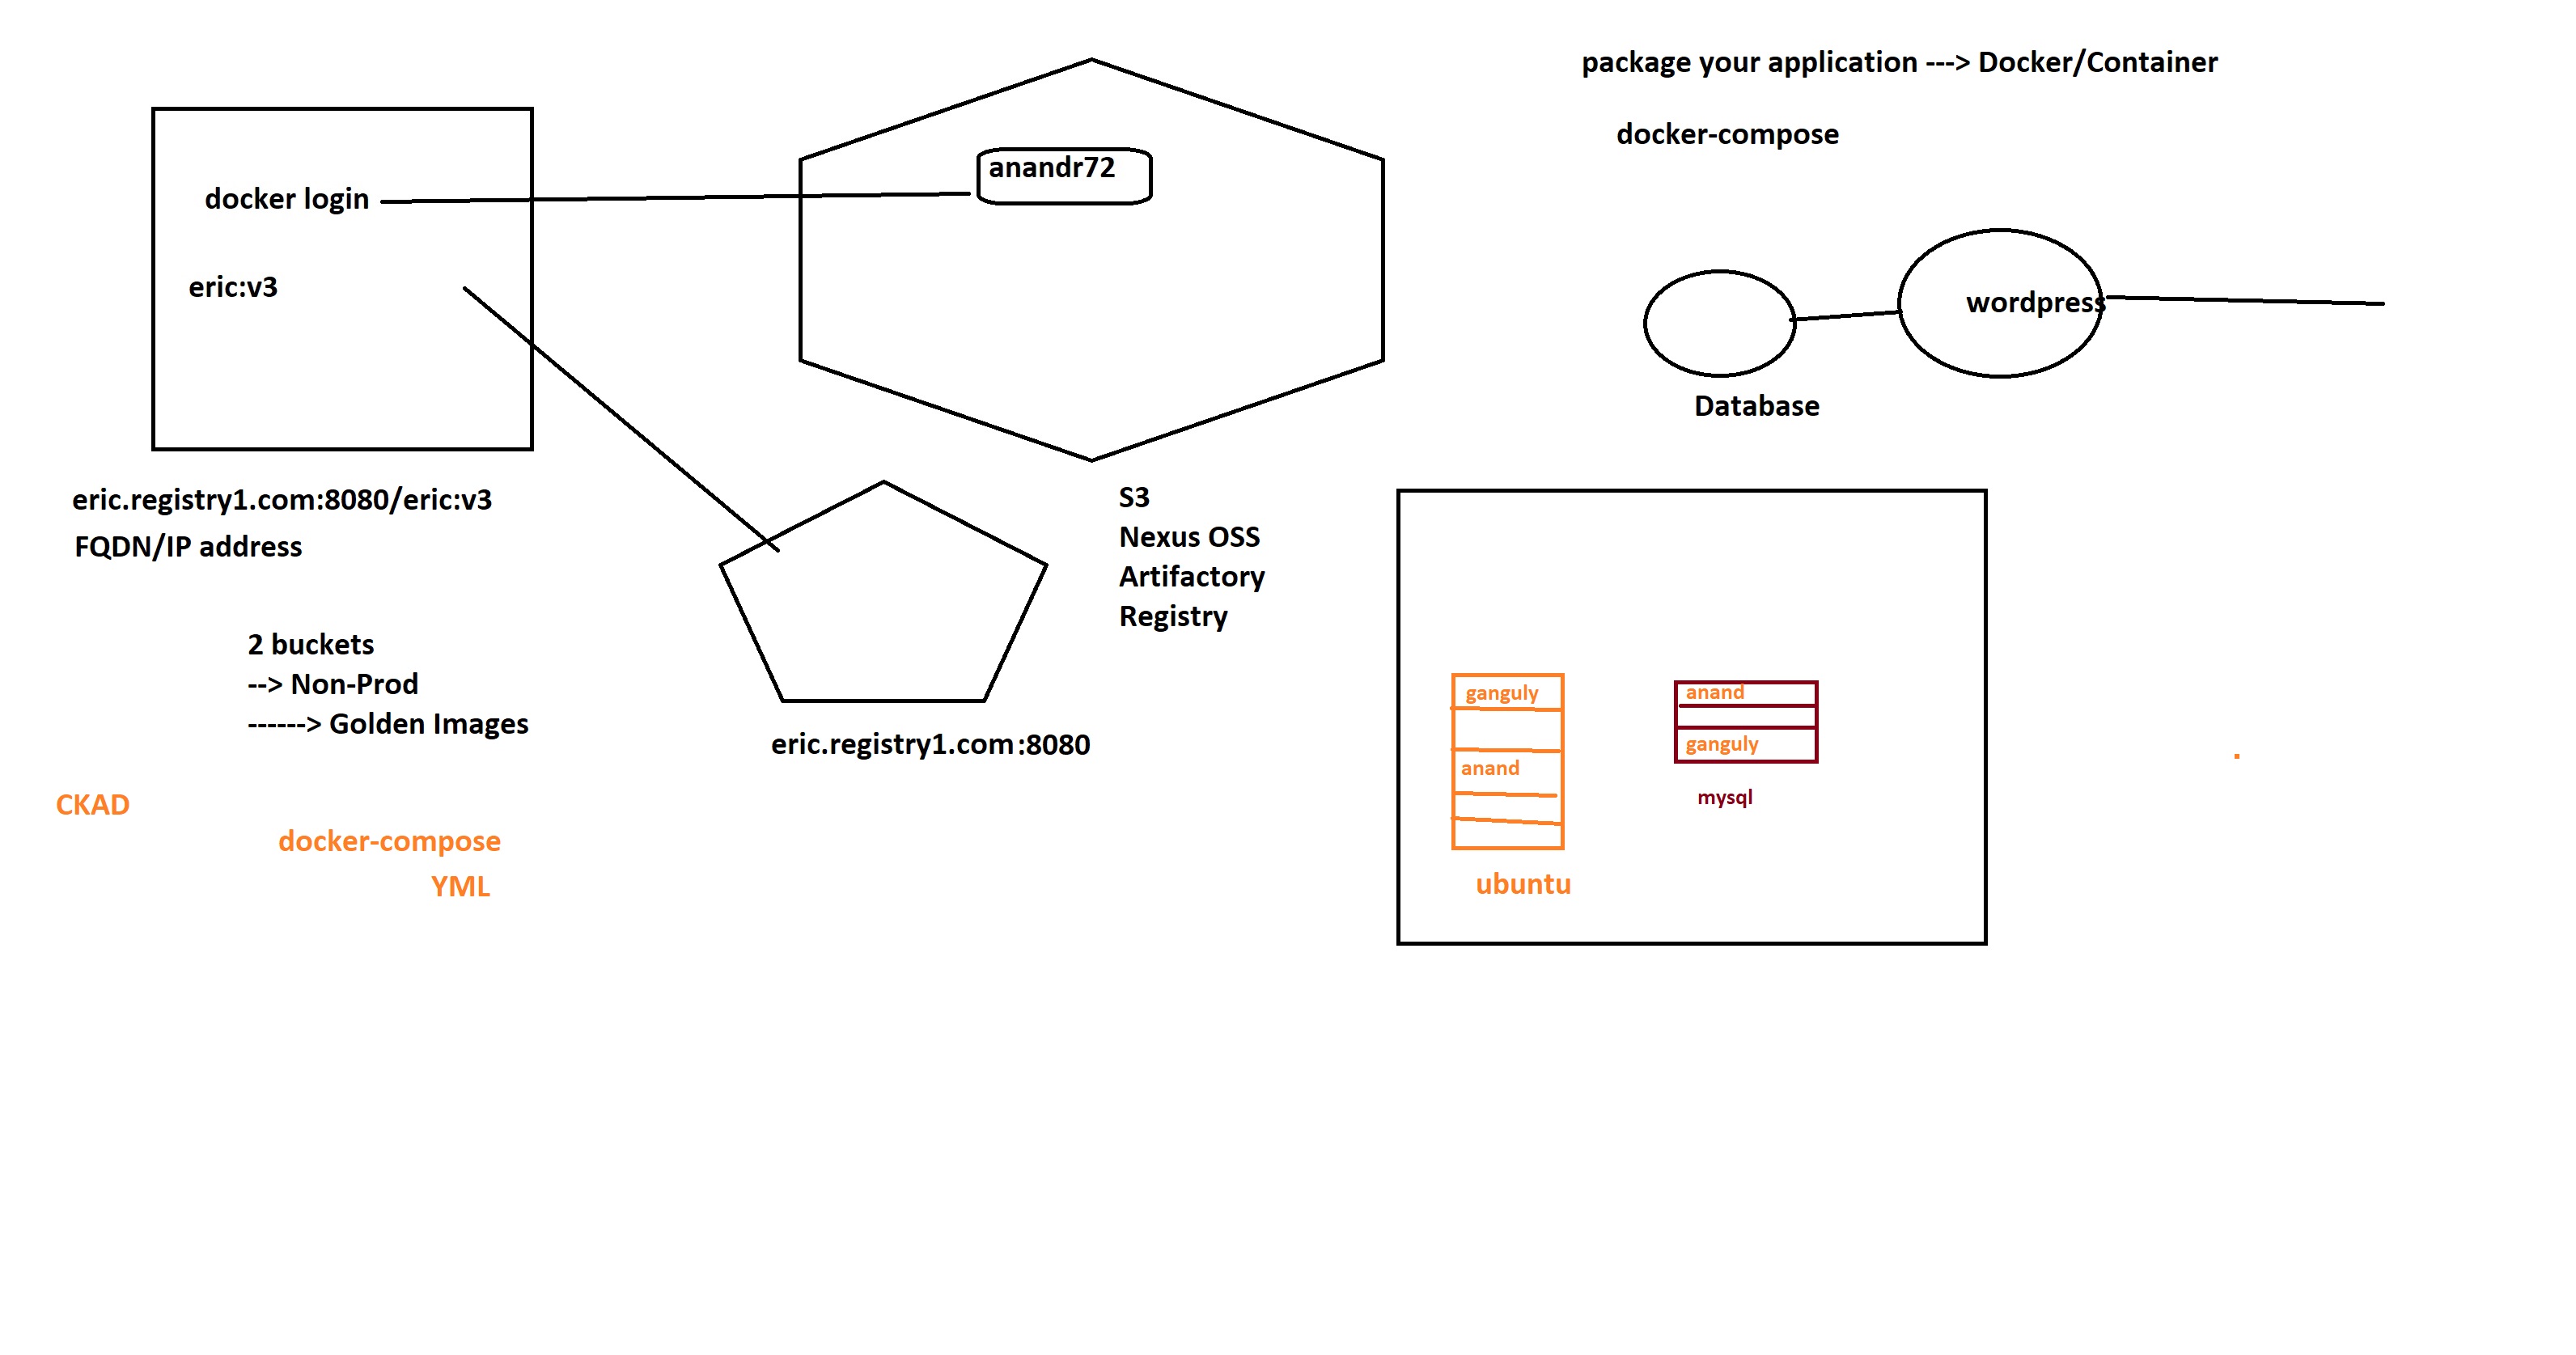 package your application ---> Docker/Container
docker-compose
anandr72
docker login
eric:v3
wordpress
Database
eric.registry1.com:8080/eric:v3
FQDN/IP address
S3
Nexus OSS
Artifactory
Registry
2 buckets
--> Non-Prod
------> Golden Images
eric.registry1.com:8080
ganguly
anand
ubuntu
anand
ganguly
mysql
CKAD
docker-compose
YML